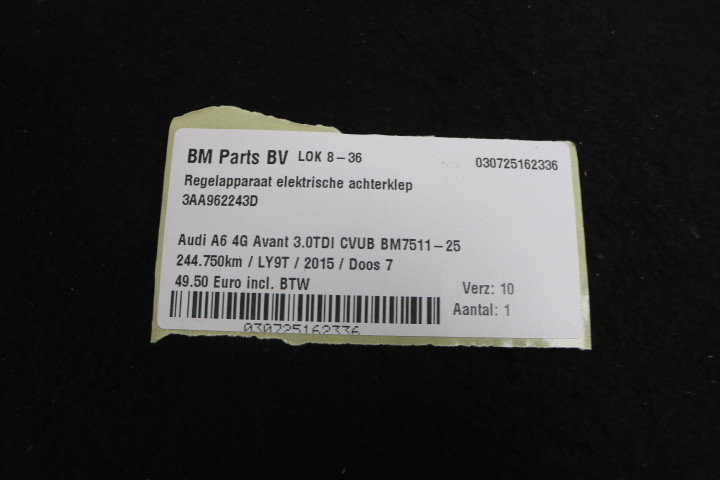 BM Parts BV LOK 8-36 030725162336
Regelapparaat elektrische achterklep
3AA962243D
Audi A6 4G Avant 3.0TDI CVUB BM7511-25
244.750km / LY9T / 2015 / Doos 7
49.50 Euro incl. BTW
Verz: 10
Aantal: 1
030725162336